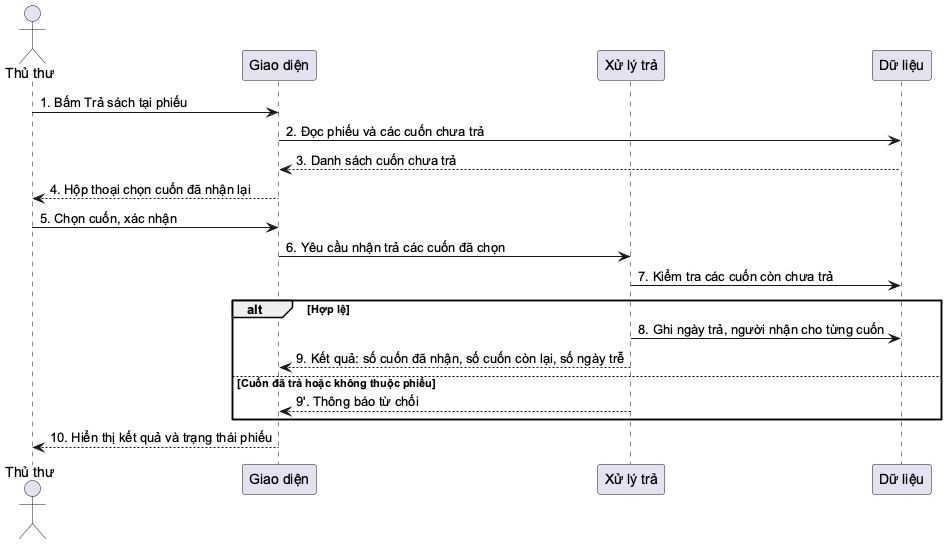 Thủ thư
Giao diện
Xử lý trả
Dữ liệu
1. Bấm Trả sách tại phiếu
2. Đọc phiếu và các cuốn chưa trả
3. Danh sách cuốn chưa trả
4. Hộp thoại chọn cuốn đã nhận lại
5. Chọn cuốn, xác nhận
6. Yêu cầu nhận trả các cuốn đã chọn
7. Kiểm tra các cuốn còn chưa trả
alt [Hợp lệ]
8. Ghi ngày trả, người nhận cho từng cuốn
9. Kết quả: số cuốn đã nhận, số cuốn còn lại, số ngày trễ
[Cuốn đã trả hoặc không thuộc phiếu]
9'. Thông báo từ chối
10. Hiển thị kết quả và trạng thái phiếu
Thủ thư
Giao diện
Xử lý trả
Dữ liệu